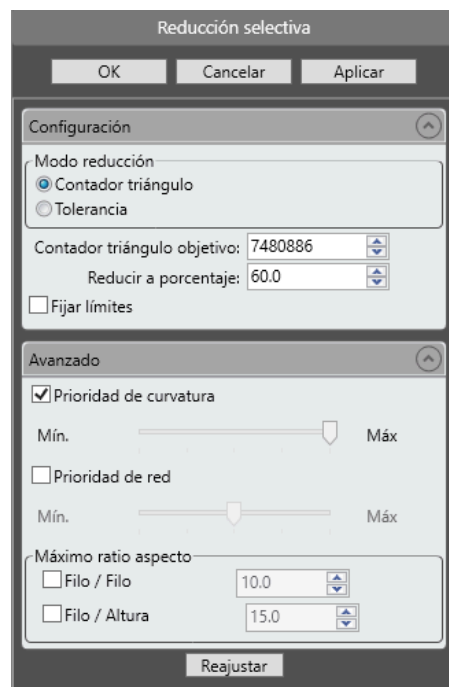 Reducción selectiva
OK Cancelar Aplicar
Configuración
Modo reducción
Contador triángulo
Tolerancia
Contador triángulo objetivo: 7480886
Reducir a porcentaje: 60.0
Fijar límites
Avanzado
Prioridad de curvatura
Mín. Máx
Prioridad de red
Mín. Máx
Máximo ratio aspecto
Filo / Filo 10.0
Filo / Altura 15.0
Reajustar